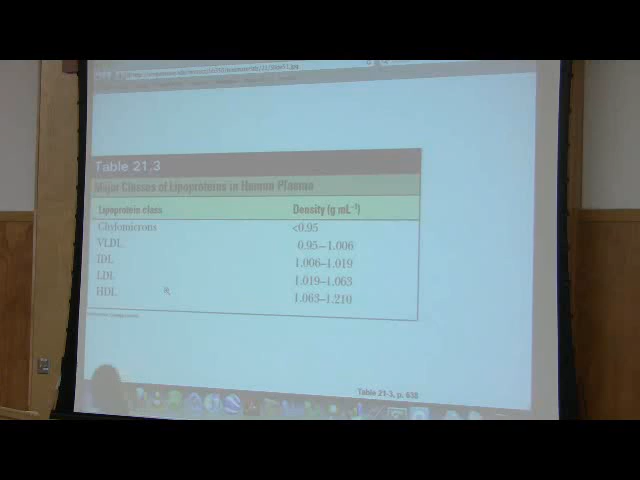 Table 21.3
Major Classes of Lipoproteins in Human Plasma
Lipoprotein class Density (g mL⁻¹)
Chylomicrons <0.95
VLDL 0.95–1.006
IDL 1.006–1.019
LDL 1.019–1.063
HDL 1.063–1.210
Table 21-3, p. 638